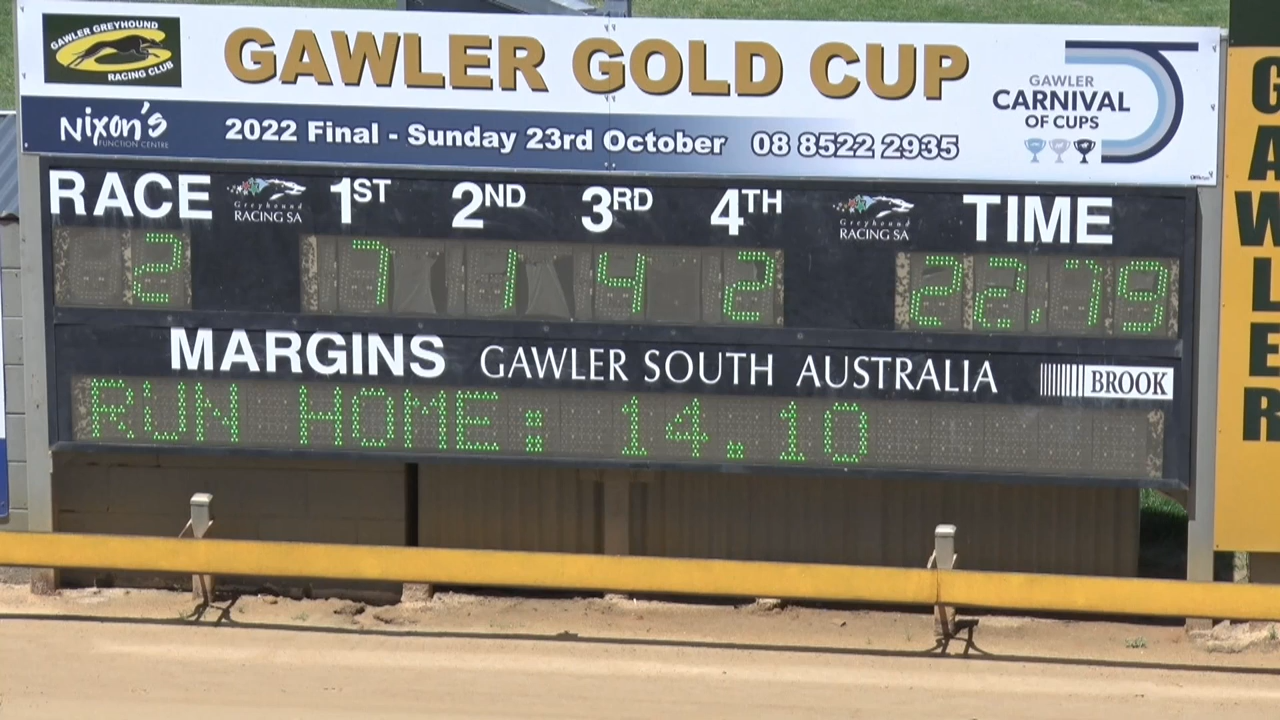 GAWLER GREYHOUND RACING CLUB
GAWLER GOLD CUP
GAWLER
CARNIVAL
OF CUPS
Nixon's
FUNCTION CENTRE
2022 Final - Sunday 23rd October 08 8522 2935
RACE
Greyhound
RACING SA
1ST 2ND 3RD 4TH
Greyhound
RACING SA
TIME
2 7 1 4 2 22.79
MARGINS GAWLER SOUTH AUSTRALIA BROOK
RUN HOME: 14.10
GAWLER